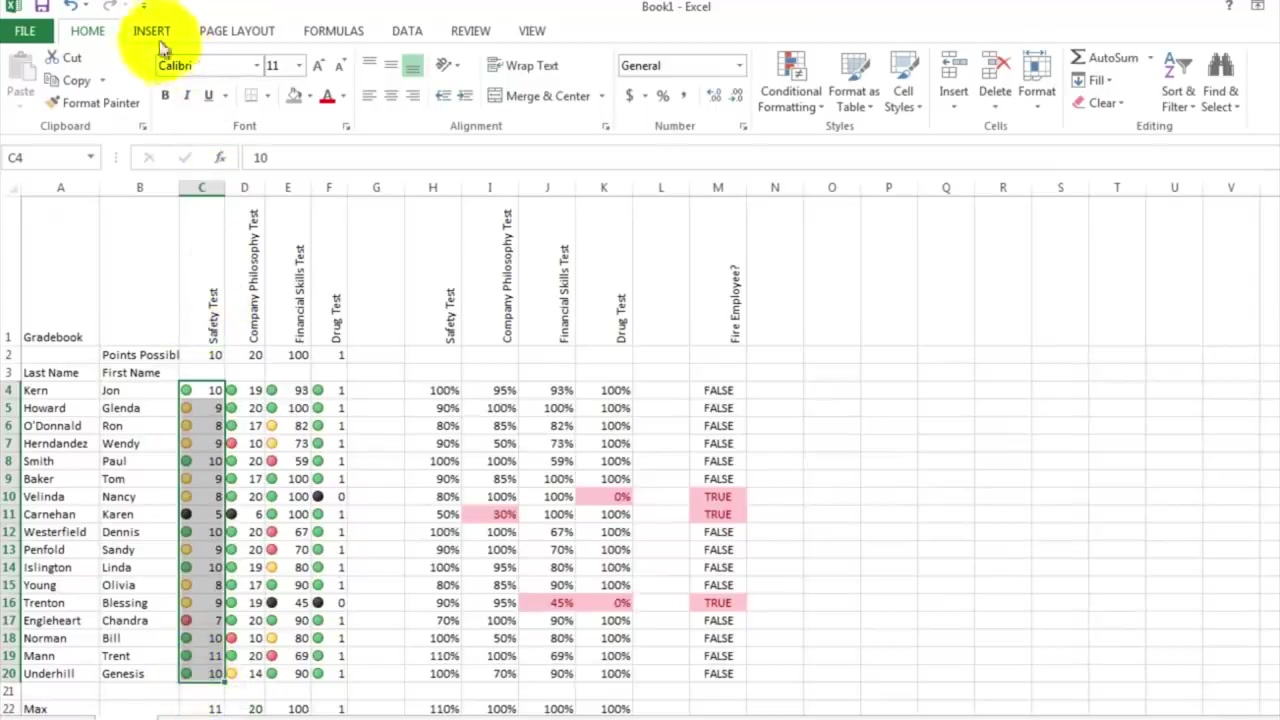 Book1 - Excel ?
FILE HOME INSERT PAGE LAYOUT FORMULAS DATA REVIEW VIEW
Cut Calibri 11 Wrap Text General AutoSum
Copy Fill
Paste Format Painter B I U Merge & Center $ % , Conditional Formatting Format as Table Cell Styles Insert Delete Format Clear Sort & Filter Find & Select
Clipboard Font Alignment Number Styles Cells Editing
C4 fx 10
A B C D E F G H I J K L M N O P Q R S T U V
1 Gradebook Safety Test Company Philosophy Test Financial Skills Test Drug Test Safety Test Company Philosophy Test Financial Skills Test Drug Test Fire Employee?
2 Points Possibl 10 20 100 1
3 Last Name First Name
4 Kern Jon 10 19 93 1 100% 95% 93% 100% FALSE
5 Howard Glenda 9 20 100 1 90% 100% 100% 100% FALSE
6 O'Donnald Ron 8 17 82 1 80% 85% 82% 100% FALSE
7 Herndandez Wendy 9 10 73 1 90% 50% 73% 100% FALSE
8 Smith Paul 10 20 59 1 100% 100% 59% 100% FALSE
9 Baker Tom 9 17 100 1 90% 85% 100% 100% FALSE
10 Velinda Nancy 8 20 100 0 80% 100% 100% 0% TRUE
11 Carnehan Karen 5 6 100 1 50% 30% 100% 100% TRUE
12 Westerfield Dennis 10 20 67 1 100% 100% 67% 100% FALSE
13 Penfold Sandy 9 20 70 1 90% 100% 70% 100% FALSE
14 Islington Linda 10 19 80 1 100% 95% 80% 100% FALSE
15 Young Olivia 8 17 90 1 80% 85% 90% 100% FALSE
16 Trenton Blessing 9 19 45 0 90% 95% 45% 0% TRUE
17 Engleheart Chandra 7 20 90 1 70% 100% 90% 100% FALSE
18 Norman Bill 10 10 80 1 100% 50% 80% 100% FALSE
19 Mann Trent 11 20 69 1 110% 100% 69% 100% FALSE
20 Underhill Genesis 10 14 90 1 100% 70% 90% 100% FALSE
21
22 Max 11 20 100 1 110% 100% 100% 100%